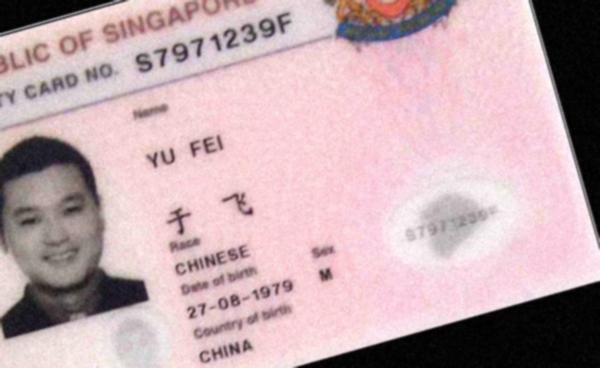 BLIC OF SINGAPORE
TY CARD NO. S7971239F
Name
YU FEI
于 飞
Race
CHINESE
Date of birth
Sex
27-08-1979
M
Country of birth
CHINA
S7971239F